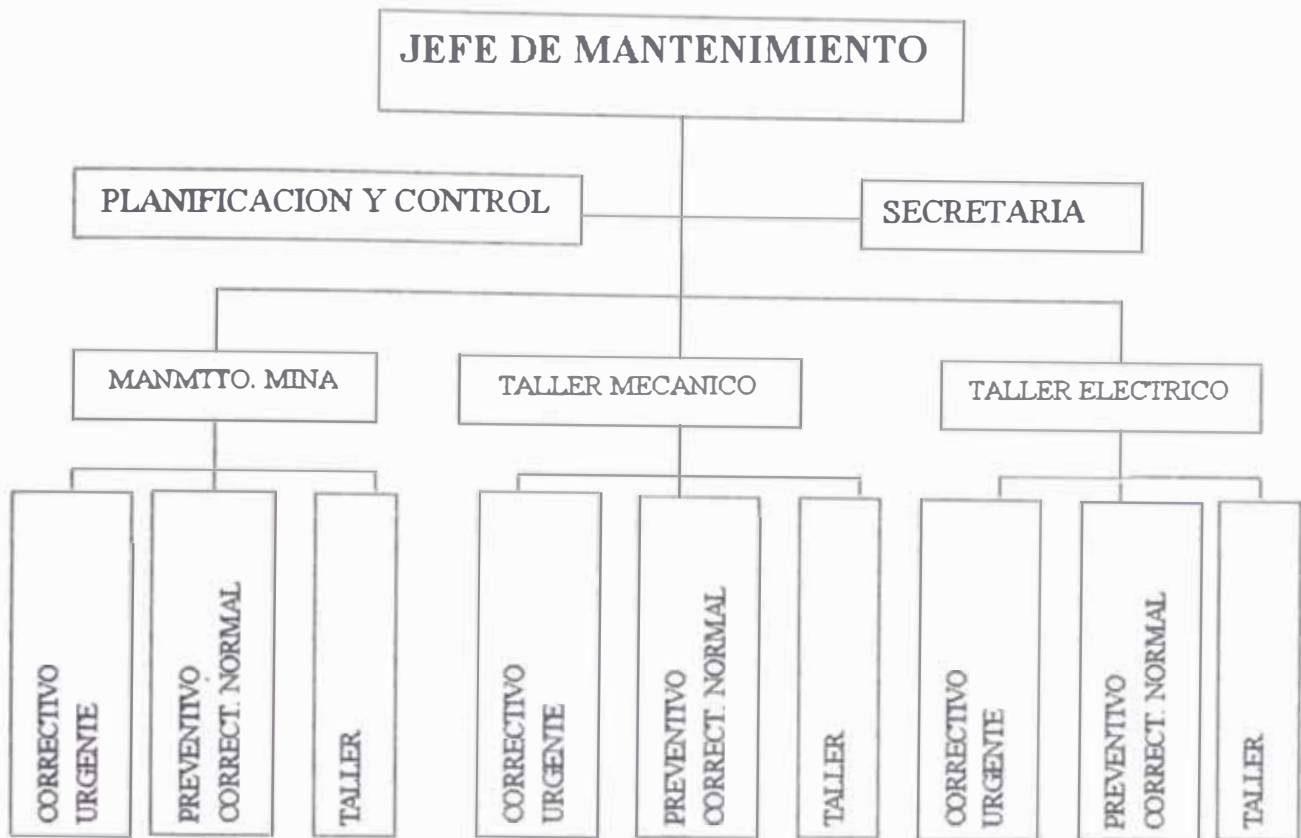 JEFE DE MANTENIMIENTO
PLANIFICACION Y CONTROL
SECRETARIA
MANMTTO. MINA
TALLER MECANICO
TALLER ELECTRICO
CORRECTIVO
URGENTE
PREVENTIVO
CORRECT. NORMAL
TALLER
CORRECTIVO
URGENTE
PREVENTIVO
CORRECT. NORMAL
TALLER
CORRECTIVO
URGENTE
PREVENTIVO
CORRECT. NORMAL
TALLER